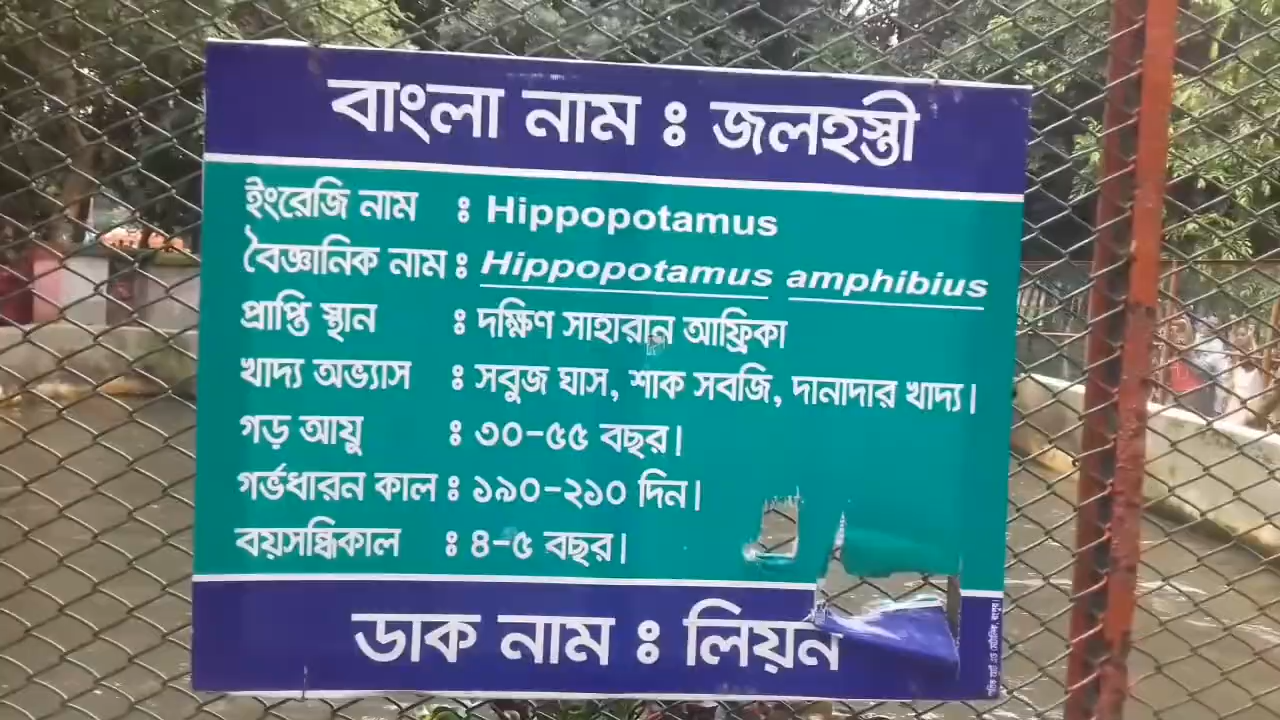 বাংলা নাম ঃ জলহস্তী
ইংরেজি নাম ঃ Hippopotamus
বৈজ্ঞানিক নাম ঃ Hippopotamus amphibius
প্রাপ্তি স্থান ঃ দক্ষিণ সাহারান আফ্রিকা
খাদ্য অভ্যাস ঃ সবুজ ঘাস, শাক সবজি, দানাদার খাদ্য।
গড় আয়ু ঃ ৩০-৫৫ বছর।
গর্ভধারন কাল ঃ ১৯০-২১০ দিন।
বয়সন্ধিকাল ঃ ৪-৫ বছর।
ডাক নাম ঃ লিয়ন